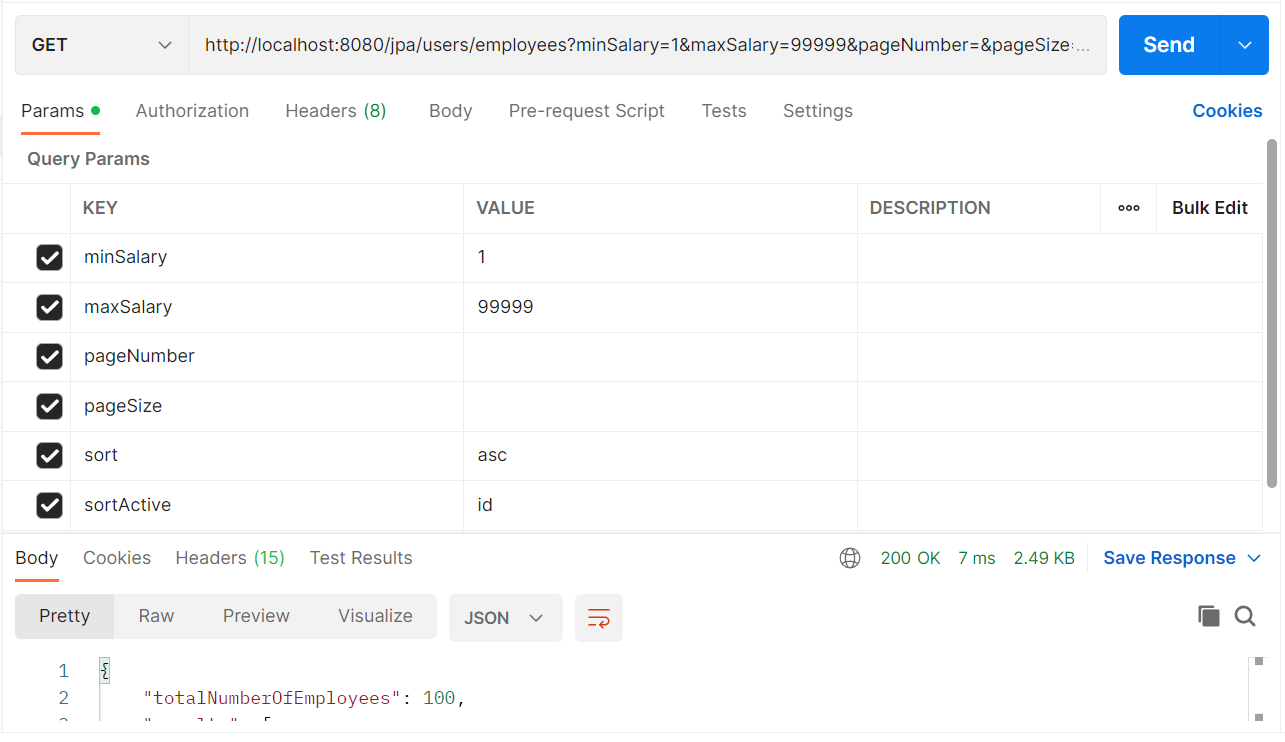 GET http://localhost:8080/jpa/users/employees?minSalary=1&maxSalary=99999&pageNumber=&pageSize ... Send
Params Authorization Headers (8) Body Pre-request Script Tests Settings Cookies
Query Params
KEY VALUE DESCRIPTION ooo Bulk Edit
minSalary 1
maxSalary 99999
pageNumber
pageSize
sort asc
sortActive id
Body Cookies Headers (15) Test Results 200 OK 7 ms 2.49 KB Save Response
Pretty Raw Preview Visualize JSON
1 {
2 "totalNumberOfEmployees": 100,